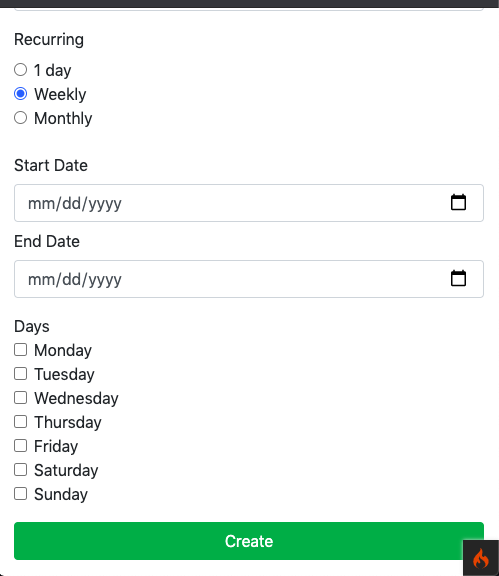 Recurring
1 day
Weekly
Monthly
Start Date
mm/dd/yyyy
End Date
mm/dd/yyyy
Days
Monday
Tuesday
Wednesday
Thursday
Friday
Saturday
Sunday
Create